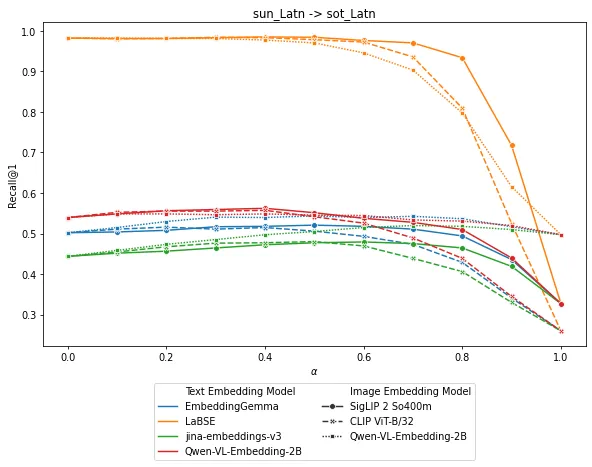 sun_Latn -> sot_Latn
Recall@1
1.0
0.9
0.8
0.7
0.6
0.5
0.4
0.3
0.0 0.2 0.4 0.6 0.8 1.0
α
Text Embedding Model Image Embedding Model
EmbeddingGemma SigLIP 2 So400m
LaBSE CLIP ViT-B/32
jina-embeddings-v3 Qwen-VL-Embedding-2B
Qwen-VL-Embedding-2B